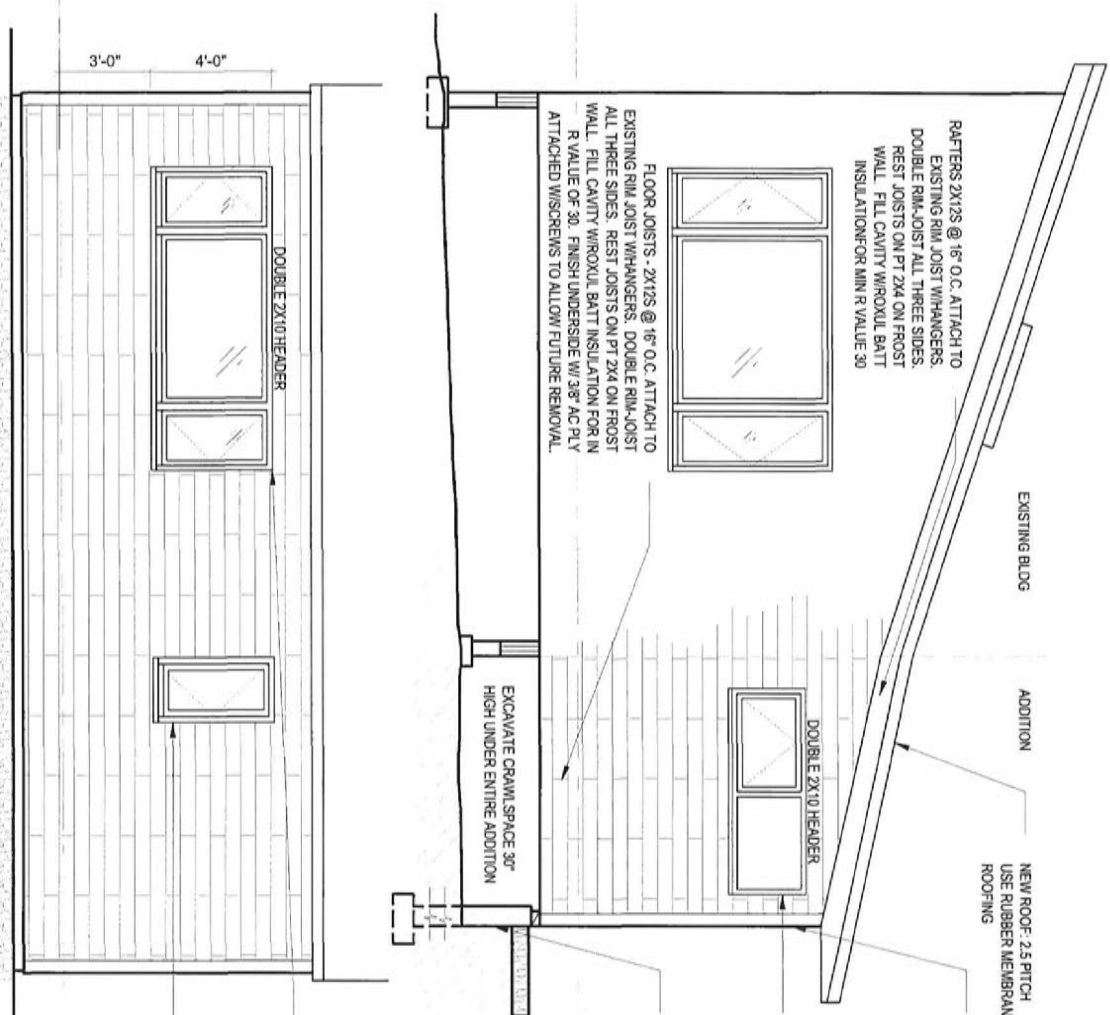 RAFTERS 2X12S @ 16" O.C. ATTACH TO
EXISTING RIM JOIST W/HANGERS.
DOUBLE RIM-JOIST ALL THREE SIDES.
REST JOISTS ON PT 2X4 ON FROST
WALL. FILL CAVITY W/ROXUL BATT
INSULATIONFOR MIN R VALUE 30
EXISTING BLDG
ADDITION
NEW ROOF: 2.5 PITCH
USE RUBBER MEMBRAN
ROOFING
FLOOR JOISTS - 2X12S @ 16" O.C. ATTACH TO
EXISTING RIM JOIST W/HANGERS. DOUBLE RIM-JOIST
ALL THREE SIDES. REST JOISTS ON PT 2X4 ON FROST
WALL. FILL CAVITY W/ROXUL BATT INSULATION FOR IN
R VALUE OF 30. FINISH UNDERSIDE W/ 3/8" AC PLY
ATTACHED W/SCREWS TO ALLOW FUTURE REMOVAL.
DOUBLE 2X10 HEADER
EXCAVATE CRAWLSPACE 30"
HIGH UNDER ENTIRE ADDITION
3'-0"
4'-0"
DOUBLE 2X10 HEADER